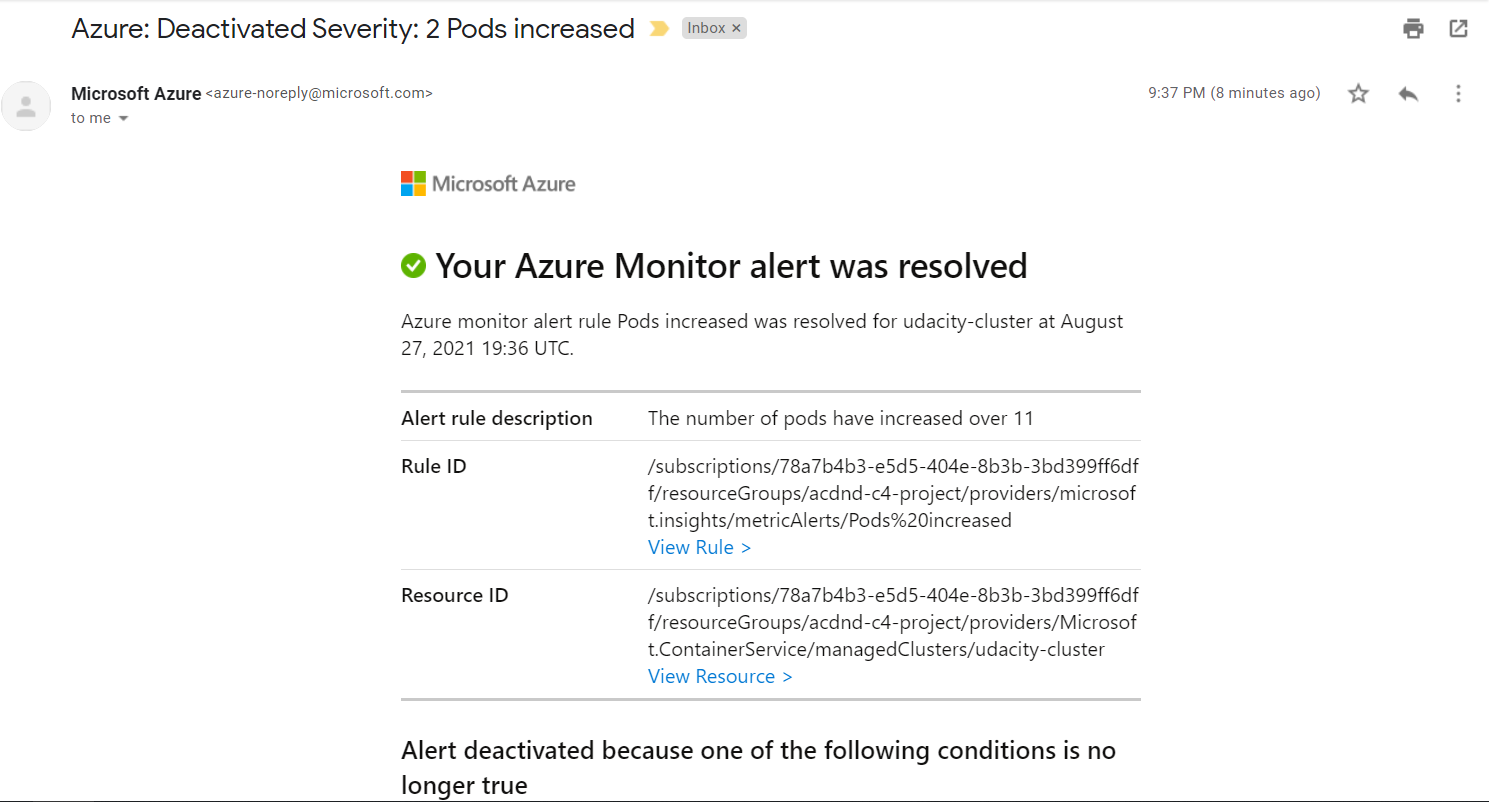 Azure: Deactivated Severity: 2 Pods increased
Inbox ×
Microsoft Azure <azure-noreply@microsoft.com>
9:37 PM (8 minutes ago)
to me
Microsoft Azure
Your Azure Monitor alert was resolved
Azure monitor alert rule Pods increased was resolved for udacity-cluster at August
27, 2021 19:36 UTC.
Alert rule description The number of pods have increased over 11
Rule ID /subscriptions/78a7b4b3-e5d5-404e-8b3b-3bd399ff6df
f/resourceGroups/acdnd-c4-project/providers/microsof
t.insights/metricAlerts/Pods%20increased
View Rule >
Resource ID /subscriptions/78a7b4b3-e5d5-404e-8b3b-3bd399ff6df
f/resourceGroups/acdnd-c4-project/providers/Microsof
t.ContainerService/managedClusters/udacity-cluster
View Resource >
Alert deactivated because one of the following conditions is no
longer true